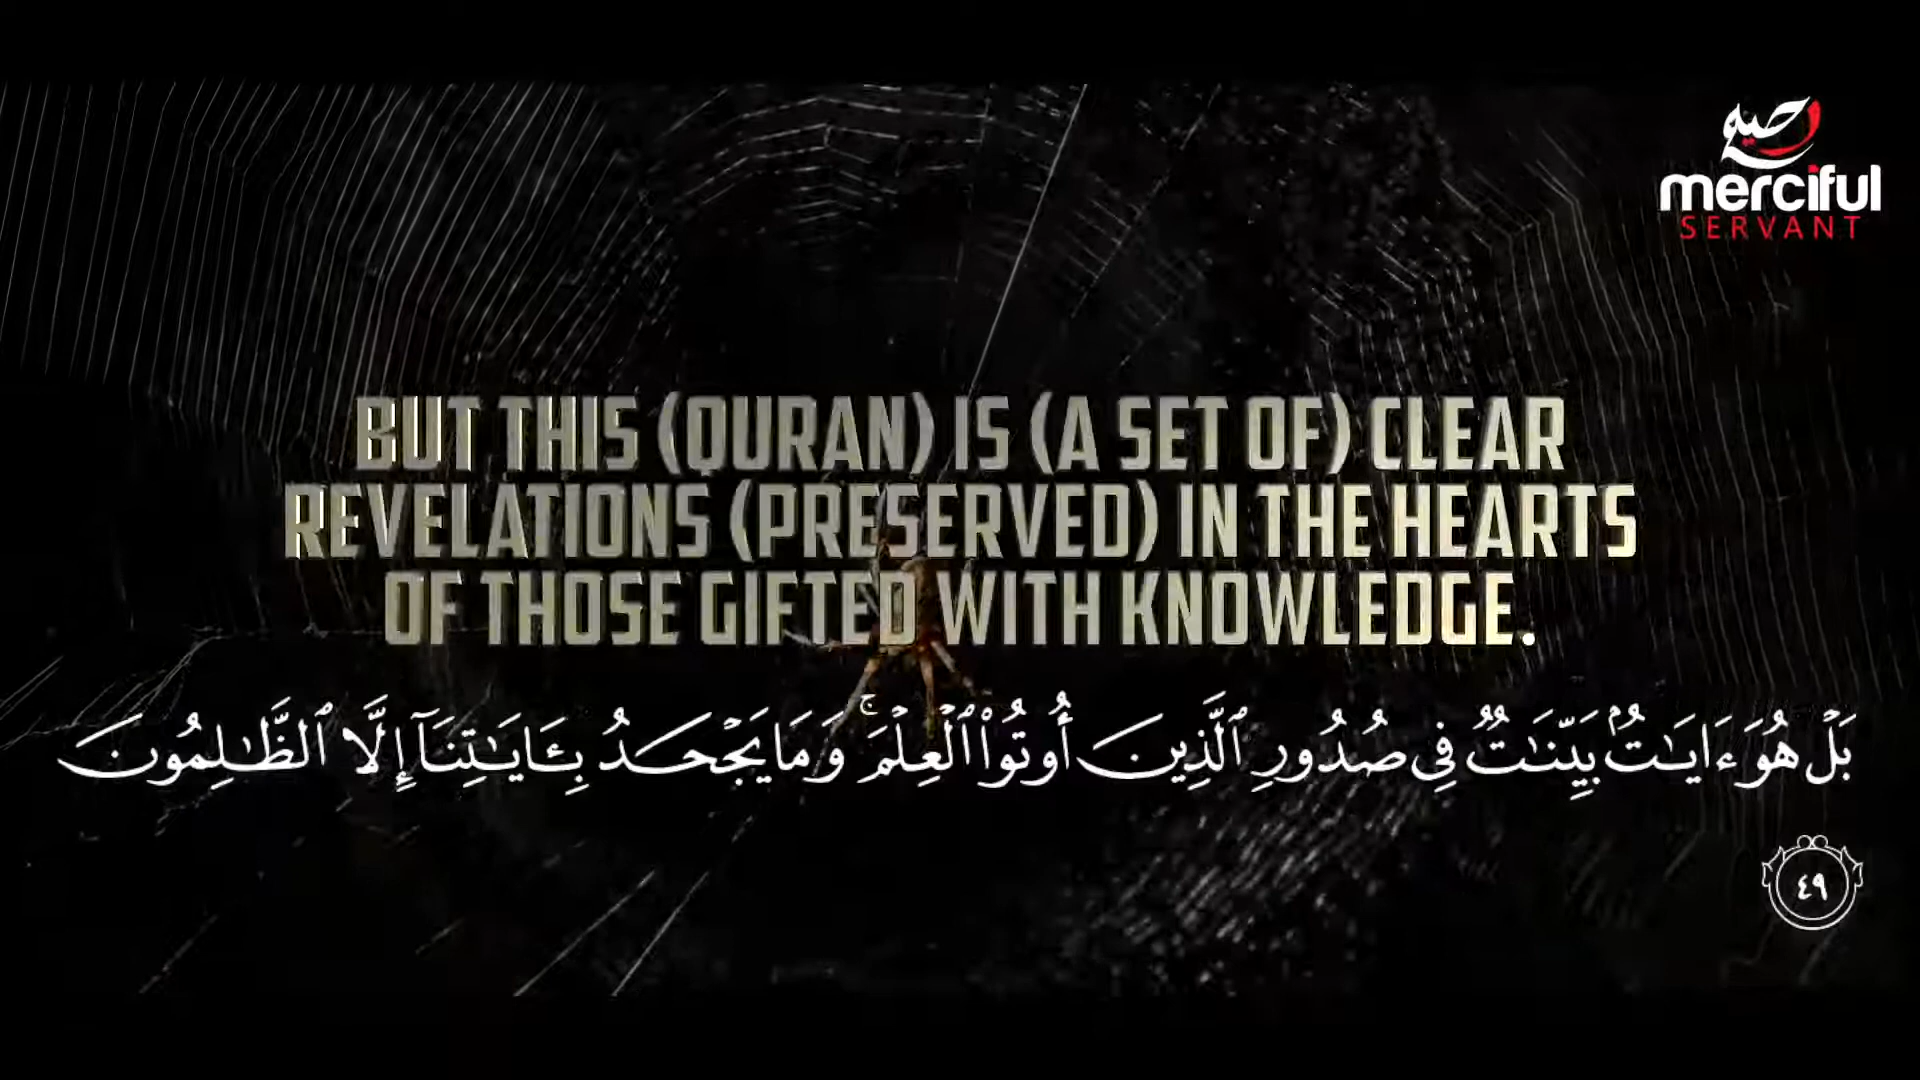 merciful
SERVANT
BUT THIS (QURAN) IS (A SET OF) CLEAR
REVELATIONS (PRESERVED) IN THE HEARTS
OF THOSE GIFTED WITH KNOWLEDGE.
بَلْ هُوَ ءَايَـٰتٌۢ بَيِّنَـٰتٌ فِى صُدُورِ ٱلَّذِينَ أُوتُوا۟ ٱلْعِلْمَ ۚ وَمَا يَجْحَدُ بِـَٔايَـٰتِنَآ إِلَّا ٱلظَّـٰلِمُونَ
٤٩